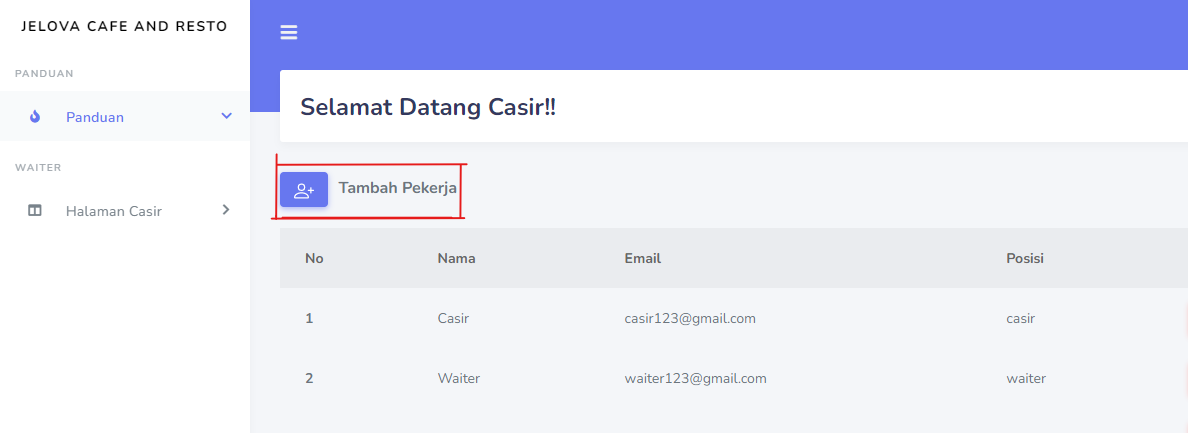 JELOVA CAFE AND RESTO
PANDUAN
Panduan
WAITER
Halaman Casir
Selamat Datang Casir!!
Tambah Pekerja
No Nama Email Posisi
1 Casir casir123@gmail.com casir
2 Waiter waiter123@gmail.com waiter